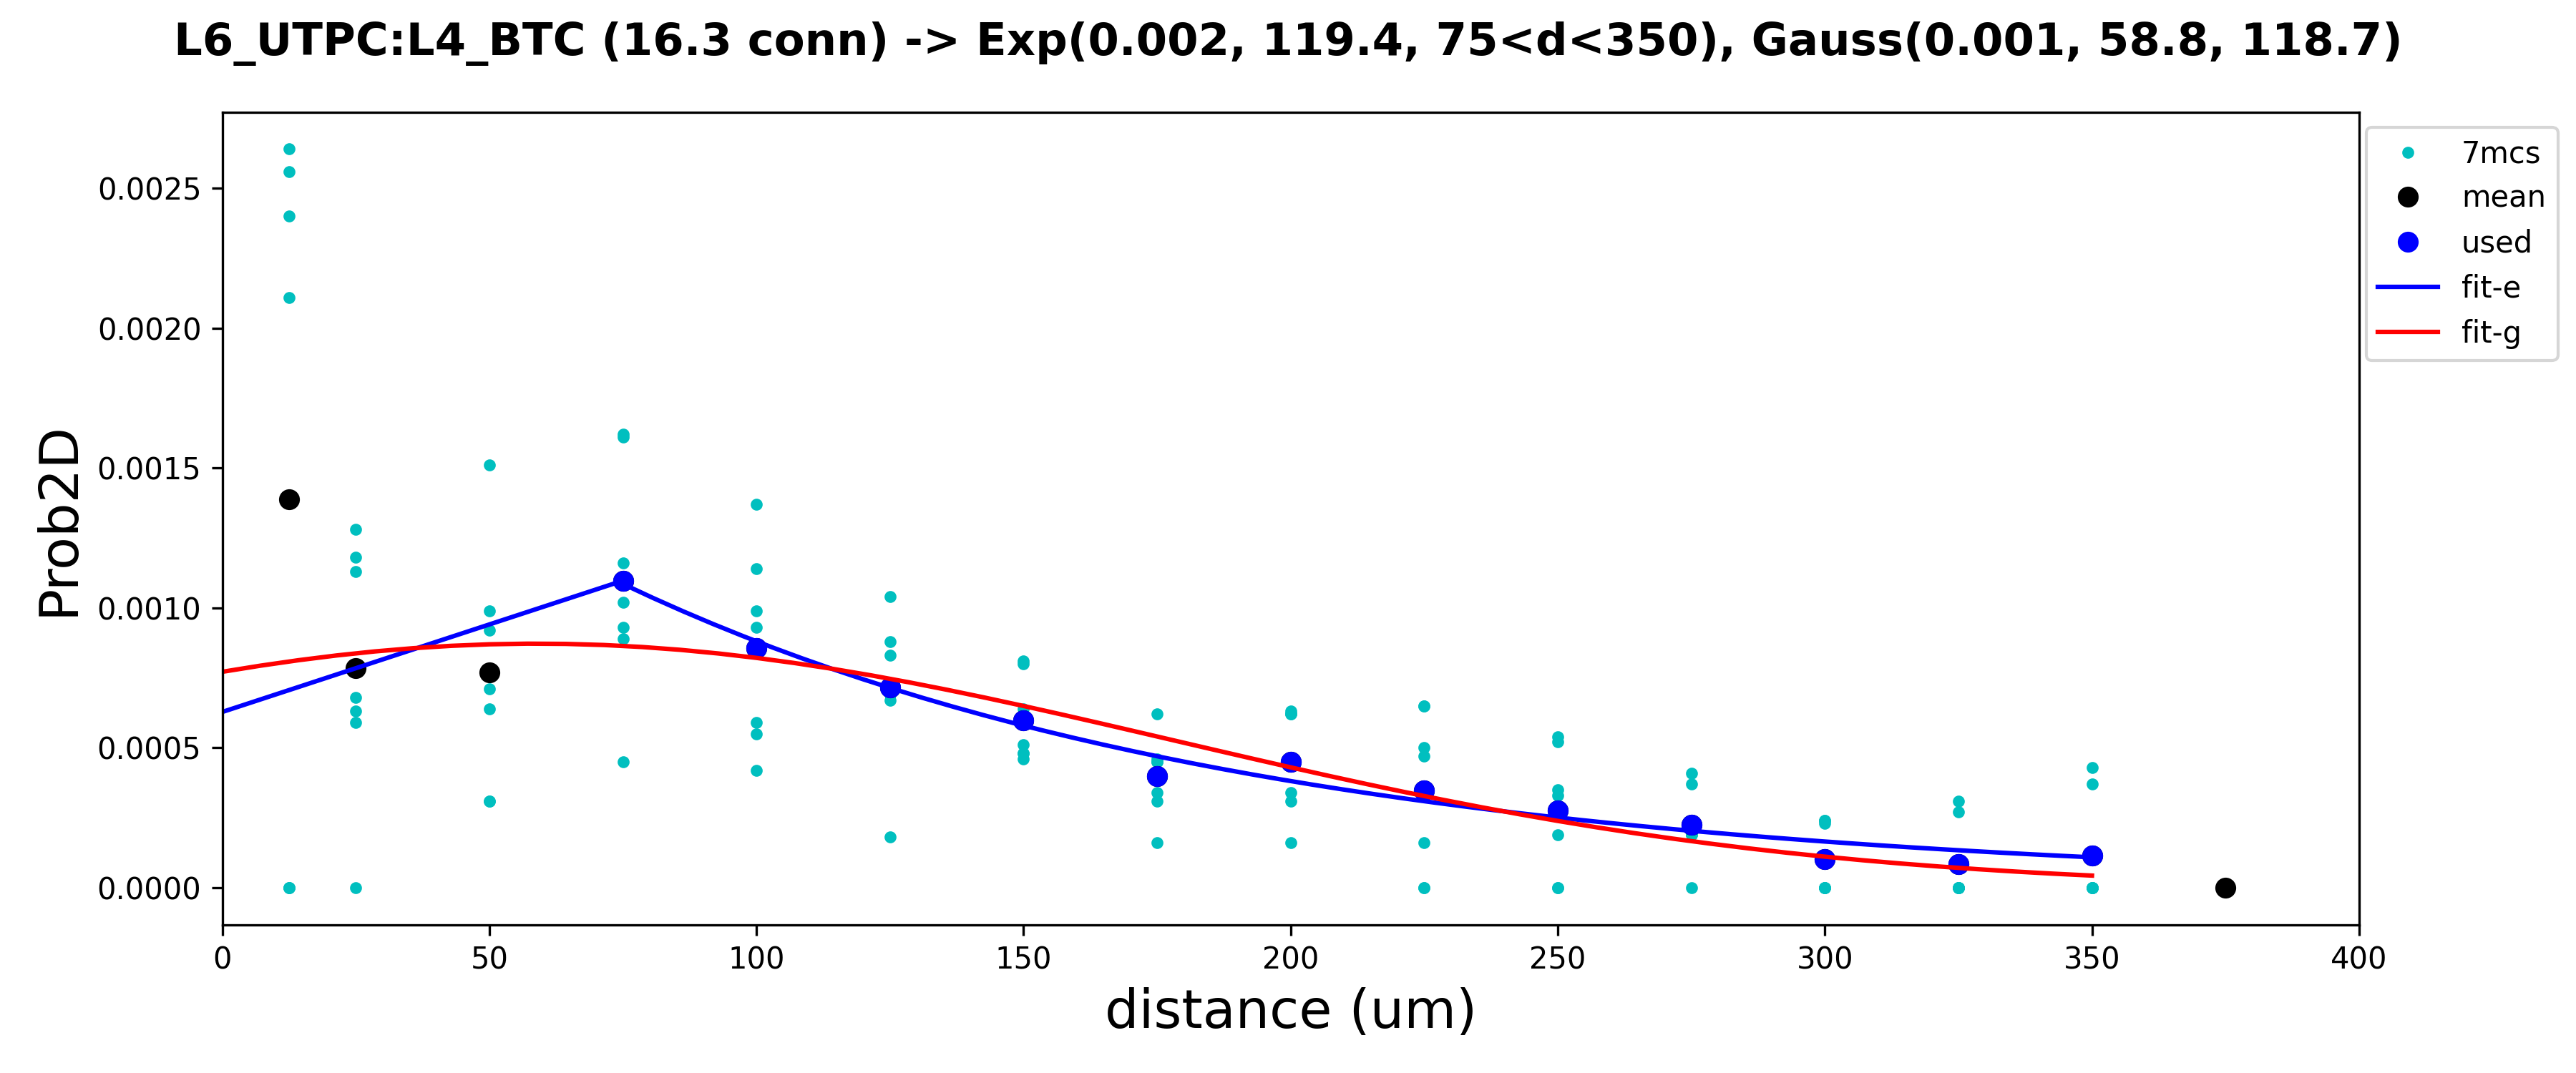 L6_UTPC:L4_BTC (16.3 conn) -> Exp(0.002, 119.4, 75<d<350), Gauss(0.001, 58.8, 118.7)
7mcs
mean
used
fit-e
fit-g
Prob2D
0.0025
0.0020
0.0015
0.0010
0.0005
0.0000
0 50 100 150 200 250 300 350 400
distance (um)